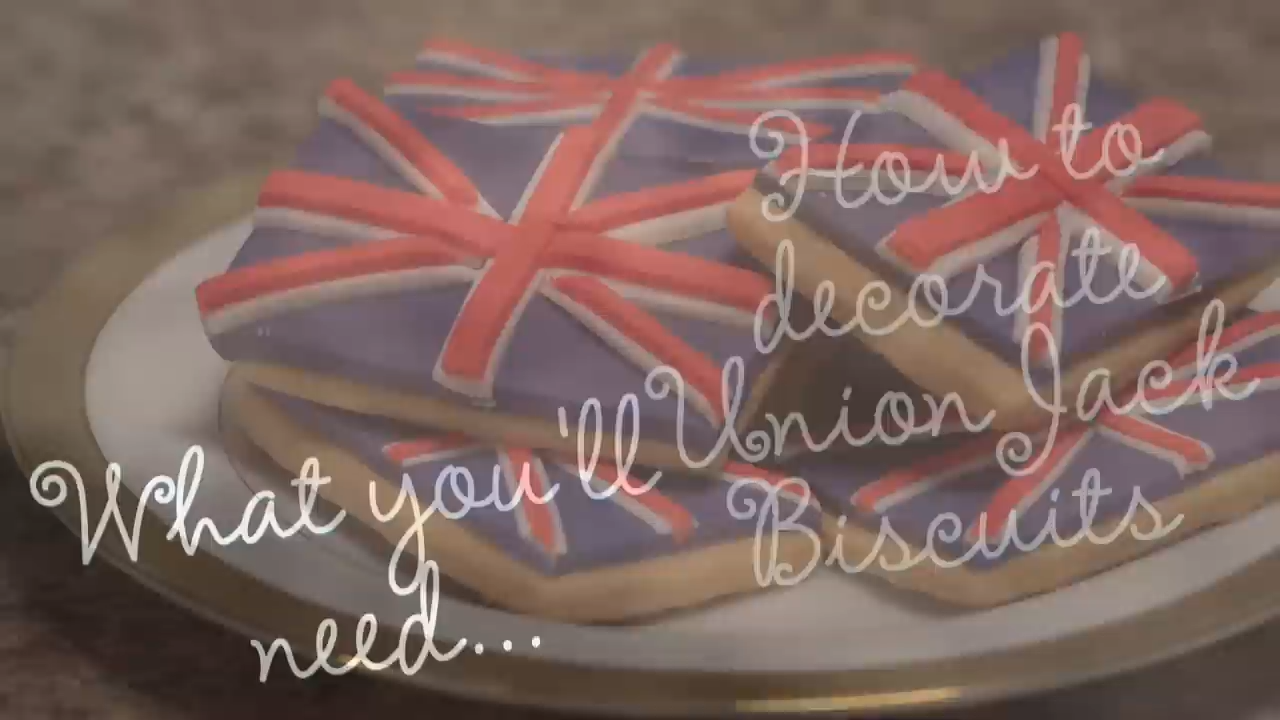 How to
decorate
Union Jack
Biscuits
What you'll
need...